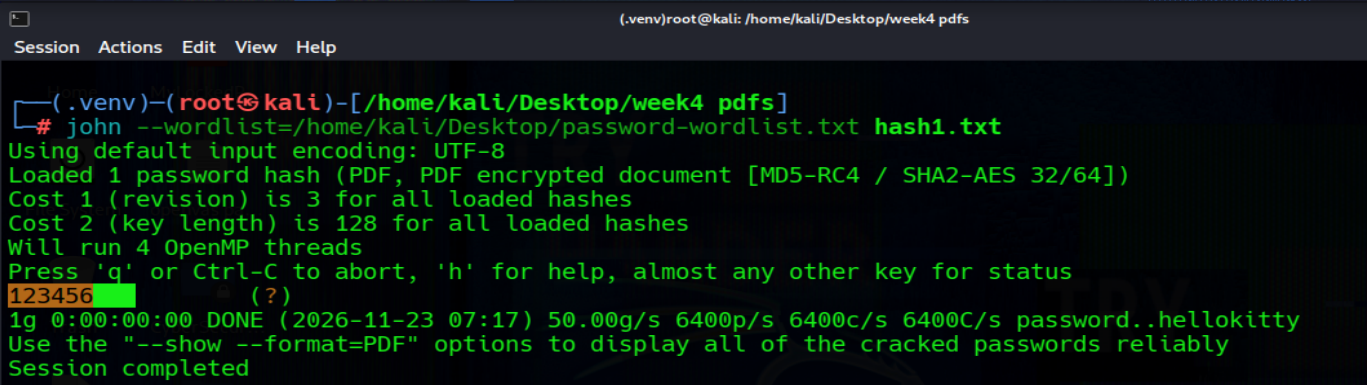 (.venv)root@kali: /home/kali/Desktop/week4 pdfs
Session Actions Edit View Help
┌──(.venv)─(root㉿kali)-[/home/kali/Desktop/week4 pdfs]
└─# john --wordlist=/home/kali/Desktop/password-wordlist.txt hash1.txt
Using default input encoding: UTF-8
Loaded 1 password hash (PDF, PDF encrypted document [MD5-RC4 / SHA2-AES 32/64])
Cost 1 (revision) is 3 for all loaded hashes
Cost 2 (key length) is 128 for all loaded hashes
Will run 4 OpenMP threads
Press 'q' or Ctrl-C to abort, 'h' for help, almost any other key for status
123456           (?)
1g 0:00:00:00 DONE (2026-11-23 07:17) 50.00g/s 6400p/s 6400c/s 6400C/s password..hellokitty
Use the "--show --format=PDF" options to display all of the cracked passwords reliably
Session completed